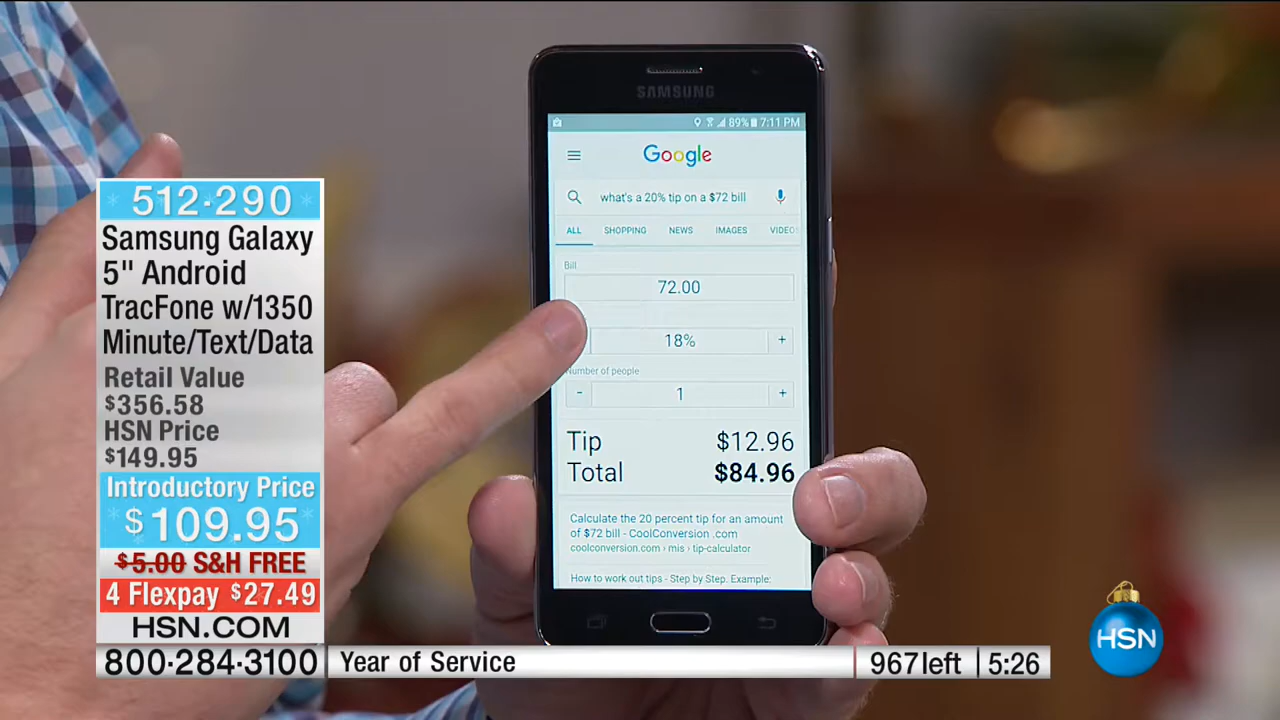 512-290
Samsung Galaxy
5" Android
TracFone w/1350
Minute/Text/Data
Retail Value
$356.58
HSN Price
$149.95
Introductory Price
$109.95
$5.00 S&H FREE
4 Flexpay $27.49
HSN.COM
800-284-3100
Year of Service
967left
5:26
HSN
SAMSUNG
89% 7:11 PM
Google
what's a 20% tip on a $72 bill
ALL SHOPPING NEWS IMAGES VIDEOS
Bill
72.00
18% +
Number of people
- 1 +
Tip $12.96
Total $84.96
Calculate the 20 percent tip for an amount
of $72 bill - CoolConversion .com
coolconversion.com › mis › tip-calculator
How to work out tips - Step by Step. Example: